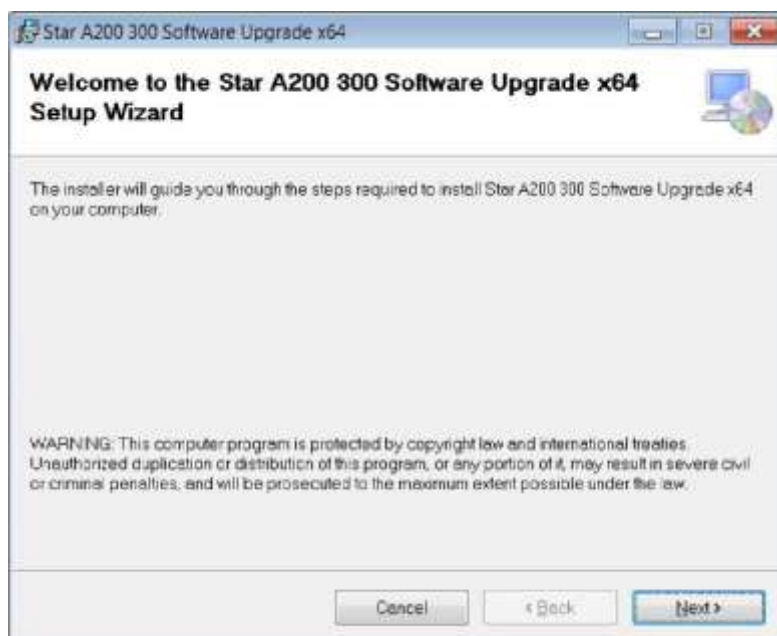 Star A200 300 Software Upgrade x64
Welcome to the Star A200 300 Software Upgrade x64
Setup Wizard
The installer will guide you through the steps required to install Star A200 300 Software Upgrade x64
on your computer.
WARNING: This computer program is protected by copyright law and international treaties.
Unauthorized duplication or distribution of this program, or any portion of it, may result in severe civil
or criminal penalties, and will be prosecuted to the maximum extent possible under the law.
Cancel < Back Next >